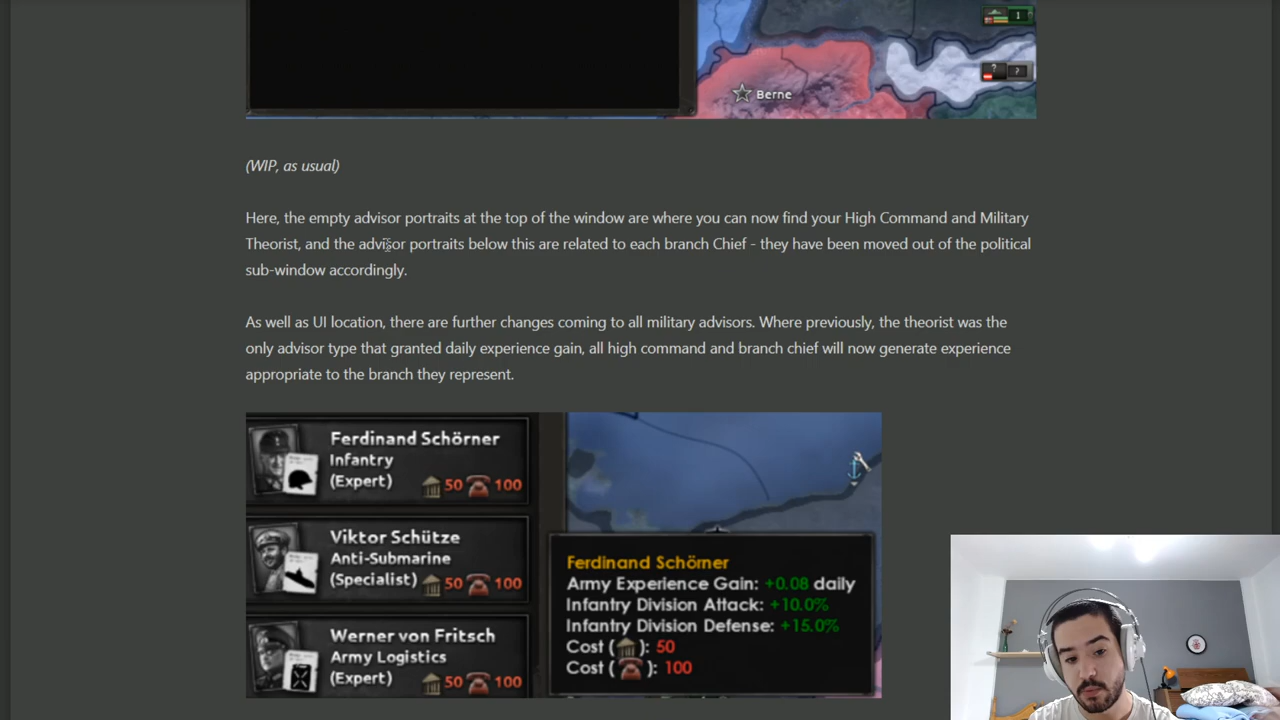 1
? ?
Berne
(WIP, as usual)
Here, the empty advisor portraits at the top of the window are where you can now find your High Command and Military
Theorist, and the advisor portraits below this are related to each branch Chief - they have been moved out of the political
sub-window accordingly.
As well as UI location, there are further changes coming to all military advisors. Where previously, the theorist was the
only advisor type that granted daily experience gain, all high command and branch chief will now generate experience
appropriate to the branch they represent.
Ferdinand Schörner
Infantry
(Expert) 50 100
Viktor Schütze
Anti-Submarine
(Specialist) 50 100
Werner von Fritsch
Army Logistics
(Expert) 50 100
Ferdinand Schörner
Army Experience Gain: +0.08 daily
Infantry Division Attack: +10.0%
Infantry Division Defense: +15.0%
Cost ( ): 50
Cost ( ): 100